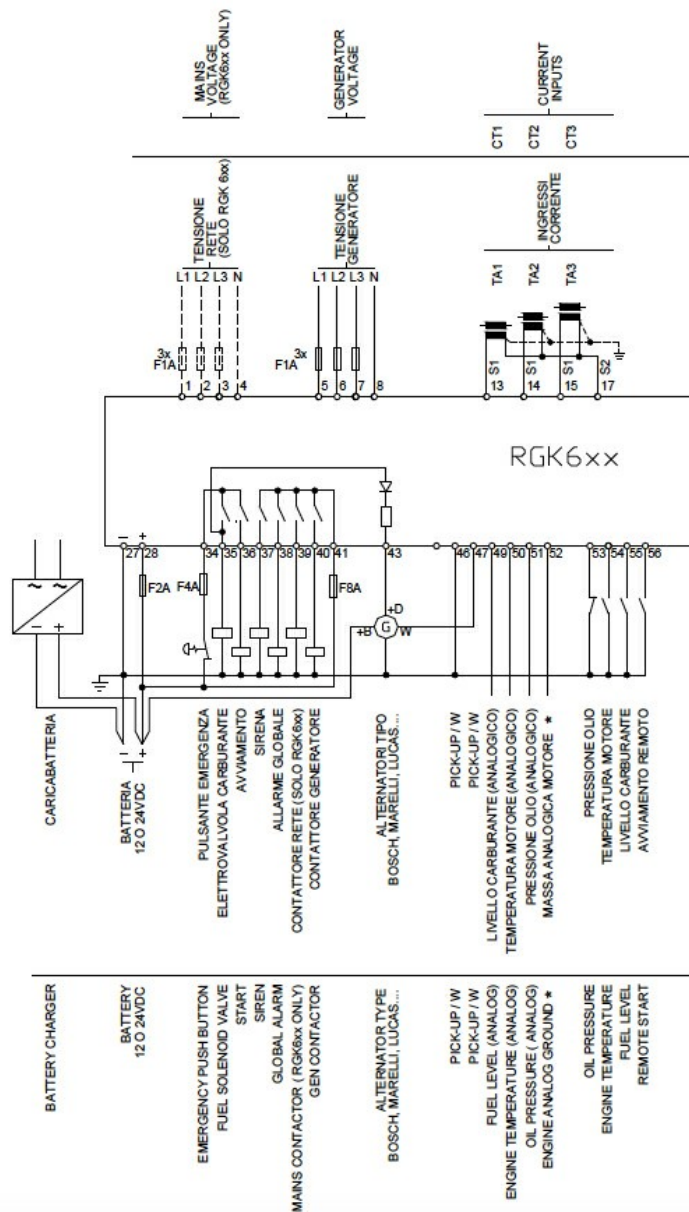 MAINS
VOLTAGE
(RGK6xx ONLY)
GENERATOR
VOLTAGE
CURRENT
INPUTS
CT1
CT2
CT3
TENSIONE
RETE
(SOLO RGK 6xx)
TENSIONE
GENERATORE
INGRESSI
CORRENTE
L1 L2 L3 N
L1 L2 L3 N
TA1
TA2
TA3
3x
F1A
3x
F1A
S1
S1
S1
S2
1 2 3 4
5 6 7 8
13 14 15 17
RGK6xx
- +
27 28 34 35 36 37 38 39 40 41 43 46 47 49 50 51 52 53 54 55 56
F2A
F4A
F8A
+D
+B G W
- +
- +
CARICABATTERIA
BATTERIA
12 O 24VDC
PULSANTE EMERGENZA
ELETTROVALVOLA CARBURANTE
AVVIAMENTO
SIRENA
ALLARME GLOBALE
CONTATTORE RETE (SOLO RGK6xx)
CONTATTORE GENERATORE
ALTERNATORI TIPO
BOSCH, MARELLI, LUCAS....
PICK-UP / W
PICK-UP / W
LIVELLO CARBURANTE (ANALOGICO)
TEMPERATURA MOTORE (ANALOGICO)
PRESSIONE OLIO (ANALOGICO)
MASSA ANALOGICA MOTORE *
PRESSIONE OLIO
TEMPERATURA MOTORE
LIVELLO CARBURANTE
AVVIAMENTO REMOTO
BATTERY CHARGER
BATTERY
12 O 24VDC
EMERGENCY PUSH BUTTON
FUEL SOLENOID VALVE
START
SIREN
GLOBAL ALARM
MAINS CONTACTOR ( RGK6xx ONLY)
GEN CONTACTOR
ALTERNATOR TYPE
BOSCH, MARELLI, LUCAS....
PICK-UP / W
PICK-UP / W
FUEL LEVEL (ANALOG)
ENGINE TEMPERATURE (ANALOG)
OIL PRESSURE ( ANALOG)
ENGINE ANALOG GROUND *
OIL PRESSURE
ENGINE TEMPERATURE
FUEL LEVEL
REMOTE START